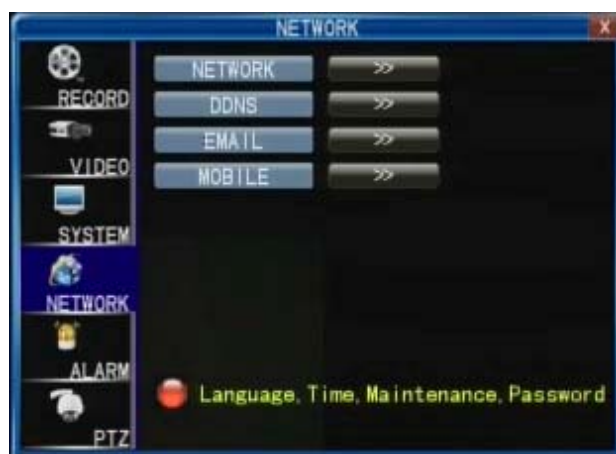 NETWORK
X
RECORD
VIDEO
SYSTEM
NETWORK
ALARM
PTZ
NETWORK >>
DDNS >>
EMAIL >>
MOBILE >>
Language, Time, Maintenance, Password